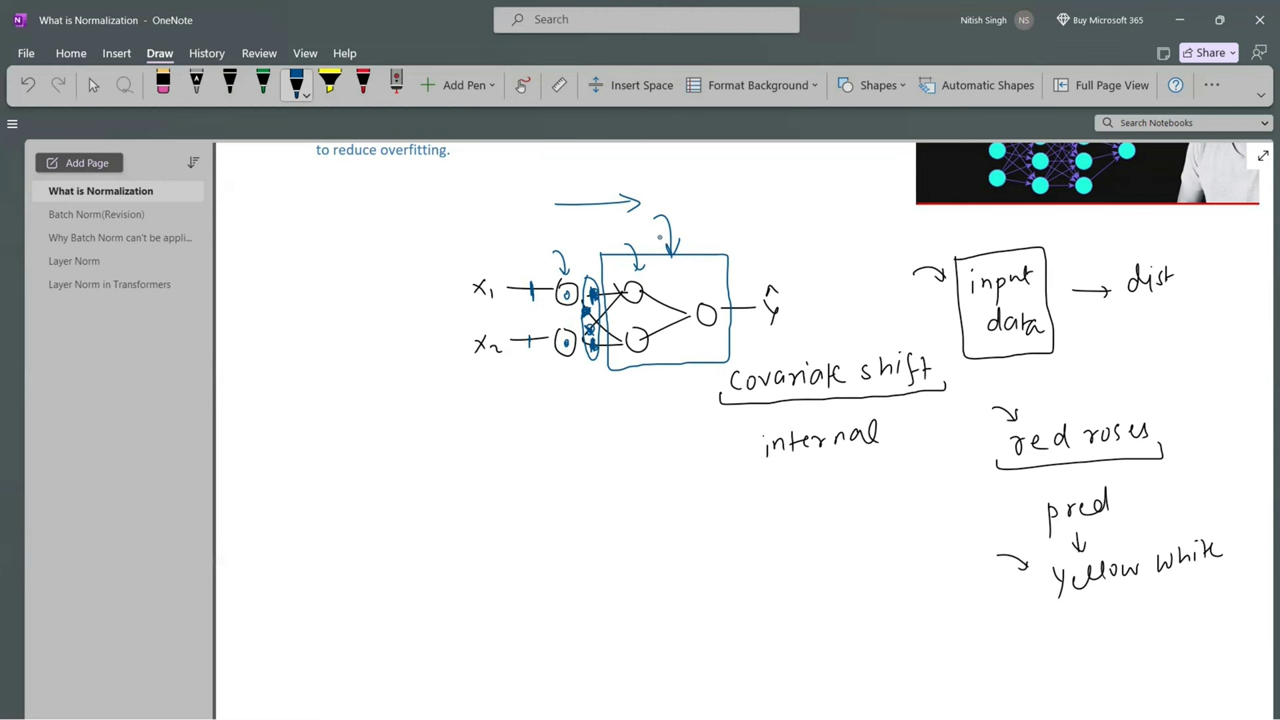 What is Normalization - OneNote
Search
Nitish Singh
NS
Buy Microsoft 365
File
Home
Insert
Draw
History
Review
View
Help
Share
Add Pen
Insert Space
Format Background
Shapes
Automatic Shapes
Full Page View
Search Notebooks
Add Page
What is Normalization
Batch Norm(Revision)
Why Batch Norm can't be appli...
Layer Norm
Layer Norm in Transformers
to reduce overfitting.
x₁
x₂
ŷ
covariate shift
internal
input
data
→ dist
red roses
pred
↓
yellow white